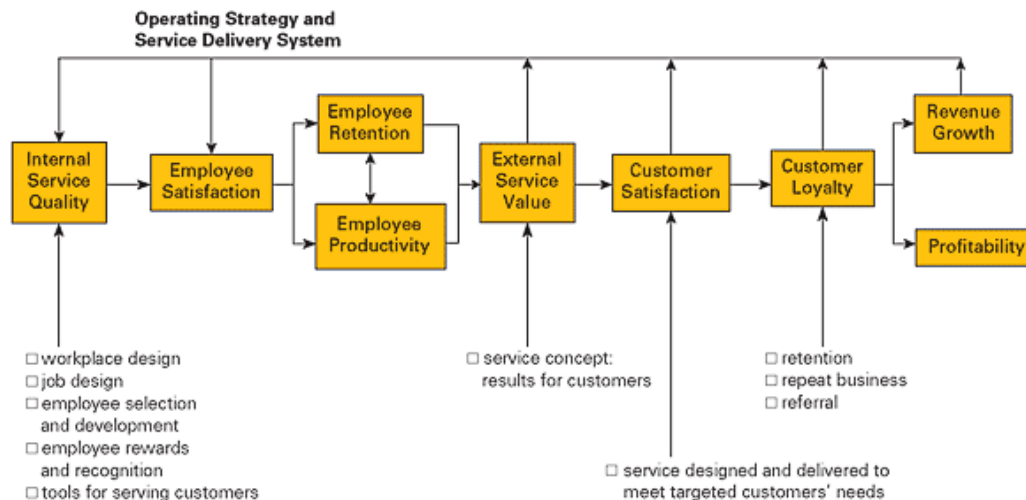 Operating Strategy and
Service Delivery System
Internal
Service
Quality
Employee
Satisfaction
Employee
Retention
Employee
Productivity
External
Service
Value
Customer
Satisfaction
Customer
Loyalty
Revenue
Growth
Profitability
□ workplace design
□ job design
□ employee selection
and development
□ employee rewards
and recognition
□ tools for serving customers
□ service concept:
results for customers
□ service designed and delivered to
meet targeted customers' needs
□ retention
□ repeat business
□ referral